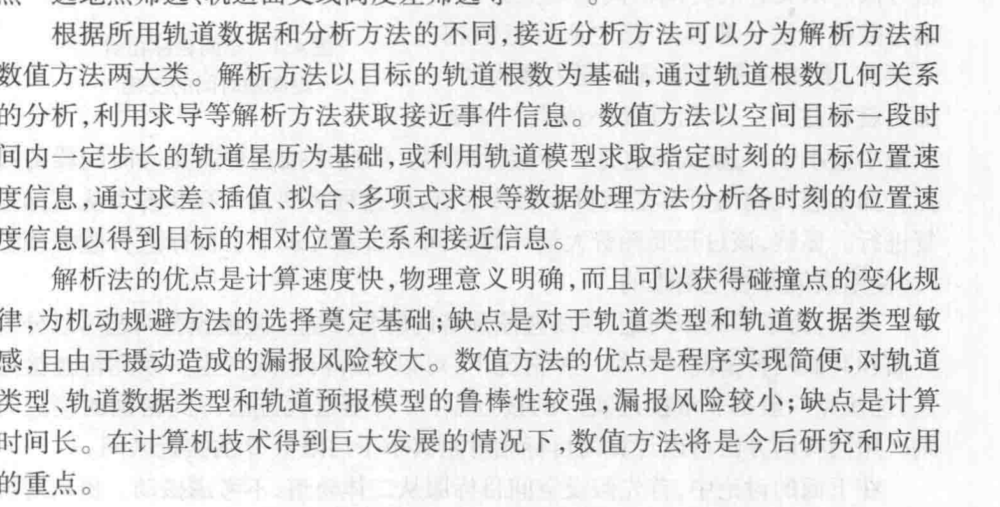 根据所用轨道数据和分析方法的不同,接近分析方法可以分为解析方法和
数值方法两大类。解析方法以目标的轨道根数为基础,通过轨道根数几何关系
的分析,利用求导等解析方法获取接近事件信息。数值方法以空间目标一段时
间内一定步长的轨道星历为基础,或利用轨道模型求取指定时刻的目标位置速
度信息,通过求差、插值、拟合、多项式求根等数据处理方法分析各时刻的位置速
度信息以得到目标的相对位置关系和接近信息。
解析法的优点是计算速度快,物理意义明确,而且可以获得碰撞点的变化规
律,为机动规避方法的选择奠定基础;缺点是对于轨道类型和轨道数据类型敏
感,且由于摄动造成的漏报风险较大。数值方法的优点是程序实现简便,对轨道
类型、轨道数据类型和轨道预报模型的鲁棒性较强,漏报风险较小;缺点是计算
时间长。在计算机技术得到巨大发展的情况下,数值方法将是今后研究和应用
的重点。